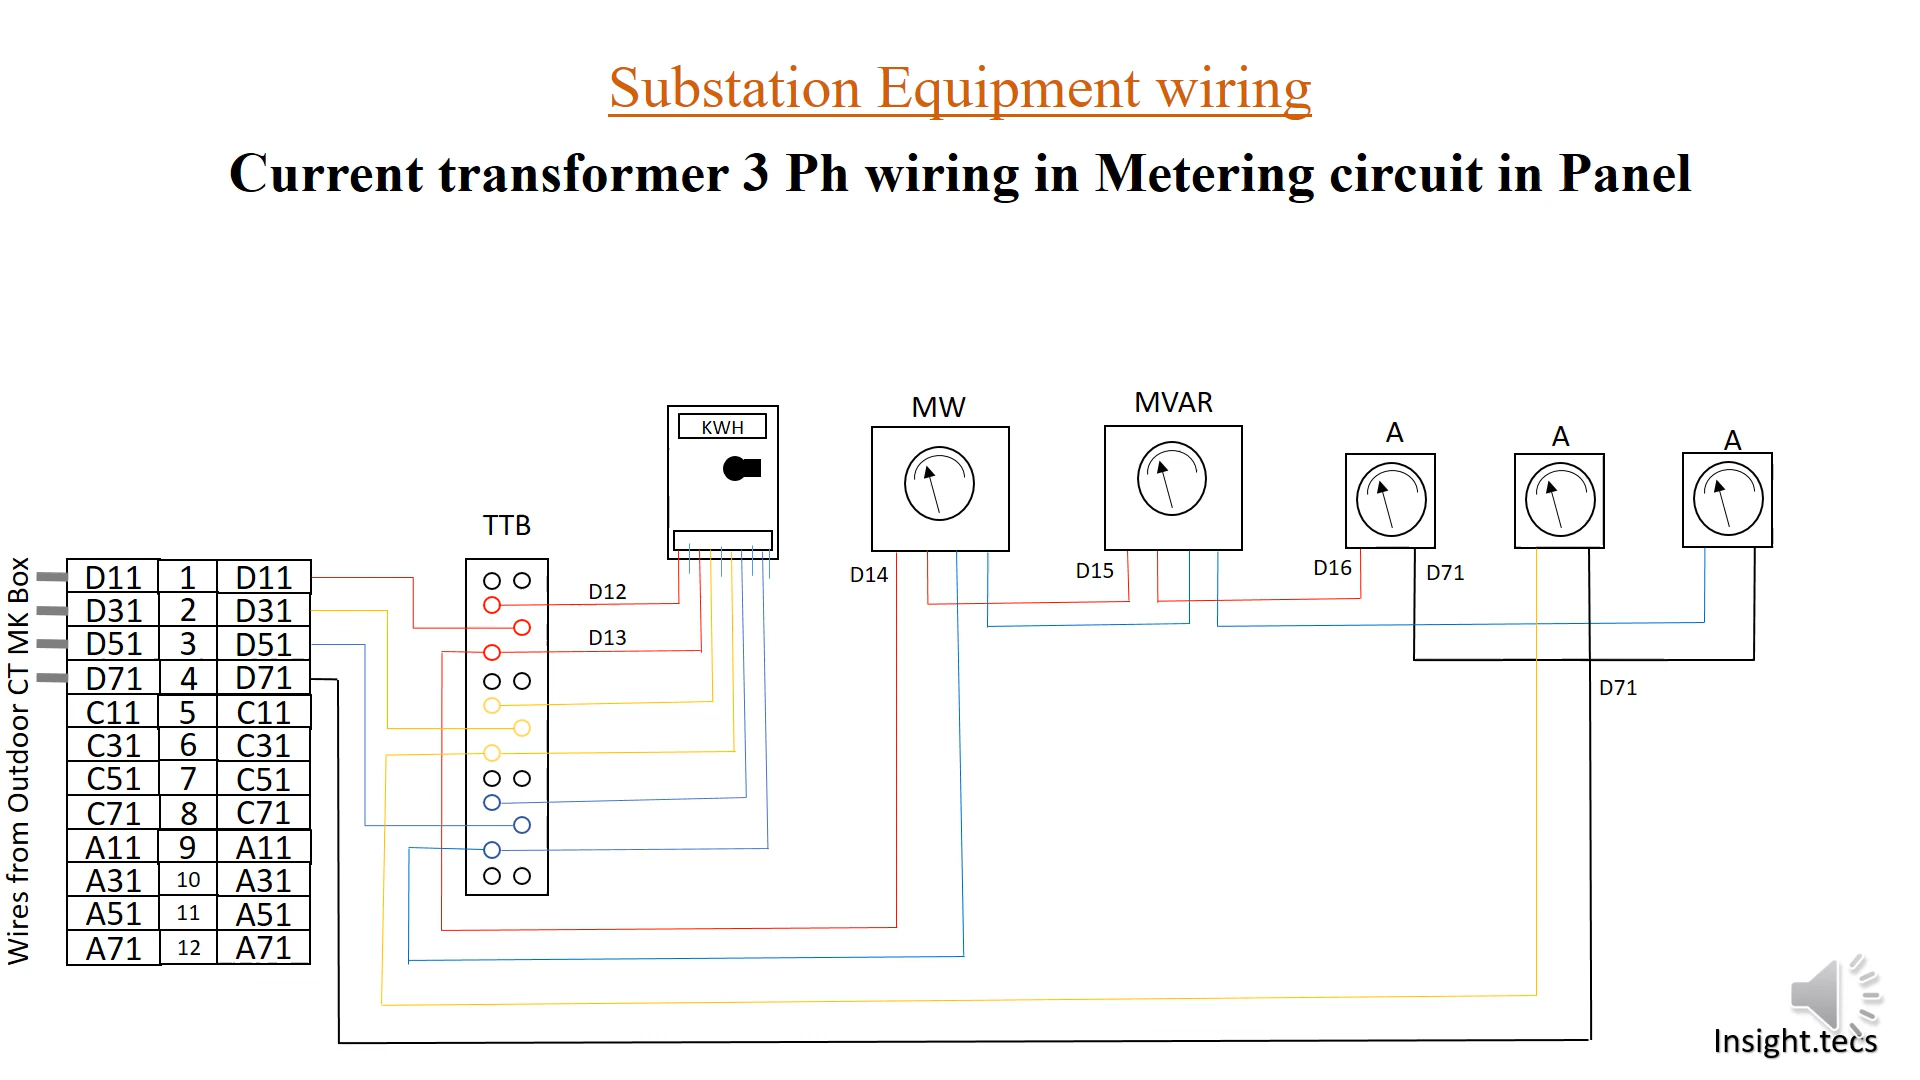 Substation Equipment wiring
Current transformer 3 Ph wiring in Metering circuit in Panel
MW
MVAR
A
A
A
KWH
TTB
D14
D15
D16
D71
D12
D13
D71
Wires from Outdoor CT MK Box
D11 1 D11
D31 2 D31
D51 3 D51
D71 4 D71
C11 5 C11
C31 6 C31
C51 7 C51
C71 8 C71
A11 9 A11
A31 10 A31
A51 11 A51
A71 12 A71
Insight.tecs